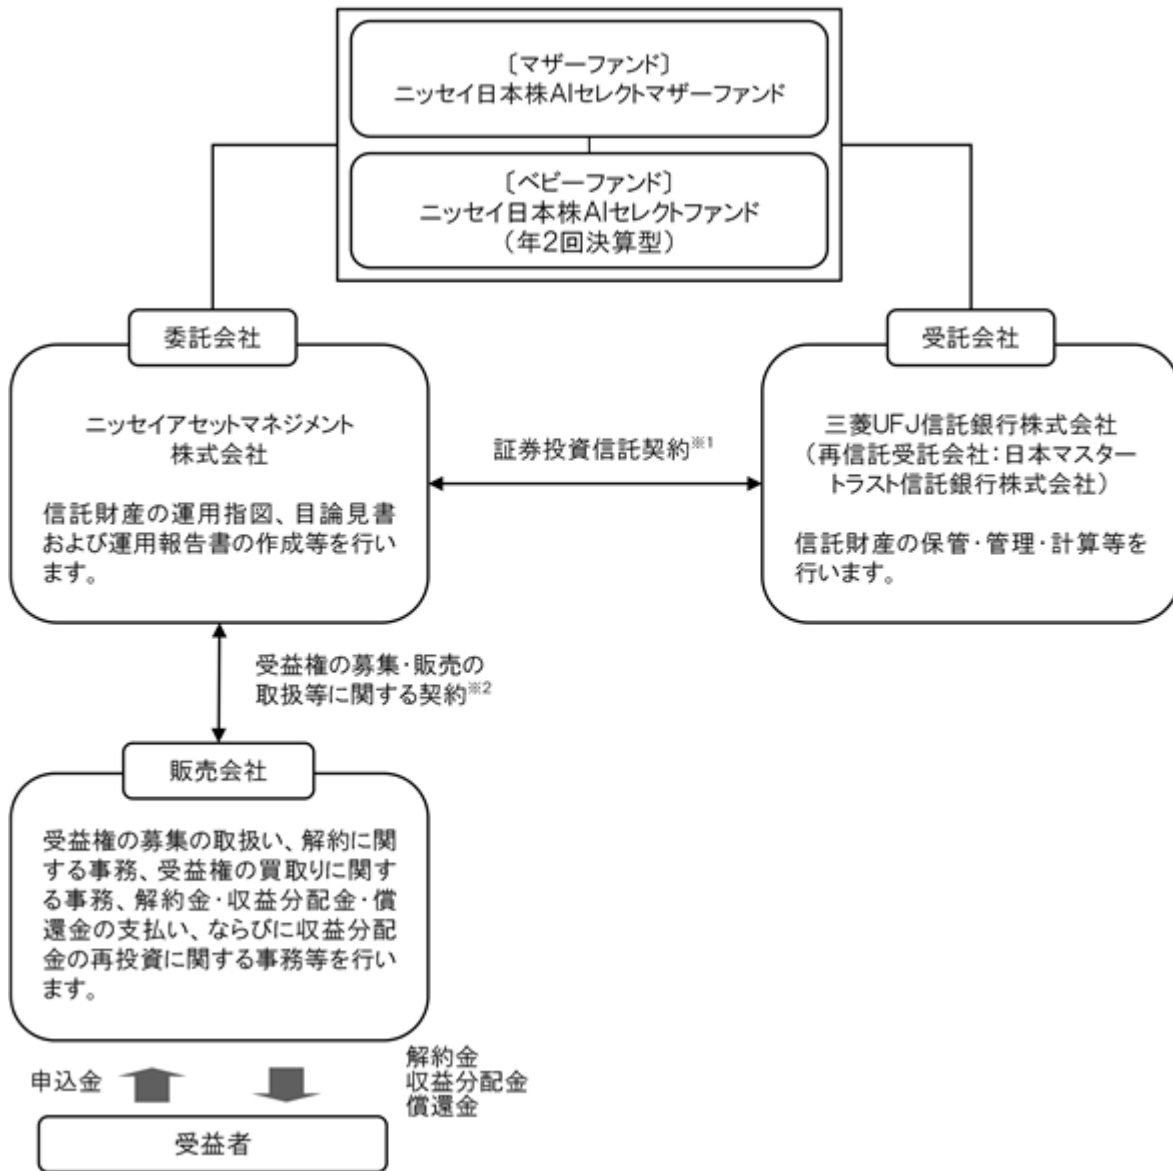 〔マザーファンド〕
ニッセイ日本株AIセレクトマザーファンド
〔ベビーファンド〕
ニッセイ日本株AIセレクトファンド
（年2回決算型）
委託会社
ニッセイアセットマネジメント
株式会社
信託財産の運用指図、目論見書
および運用報告書の作成等を行い
ます。
証券投資信託契約※1
受託会社
三菱UFJ信託銀行株式会社
（再信託受託会社：日本マスター
トラスト信託銀行株式会社）
信託財産の保管・管理・計算等を
行います。
受益権の募集・販売の
取扱等に関する契約※2
販売会社
受益権の募集の取扱い、解約に関
する事務、受益権の買取りに関す
る事務、解約金・収益分配金・償
還金の支払い、ならびに収益分配
金の再投資に関する事務等を行い
ます。
申込金
解約金
収益分配金
償還金
受益者